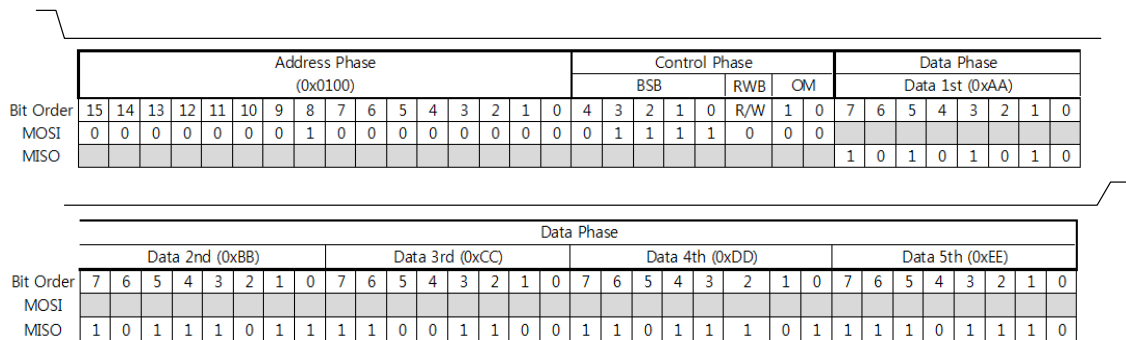 Address Phase Control Phase Data Phase
(0x0100) BSB RWB OM Data 1st (0xAA)
Bit Order 15 14 13 12 11 10 9 8 7 6 5 4 3 2 1 0 4 3 2 1 0 R/W 1 0 7 6 5 4 3 2 1 0
MOSI 0 0 0 0 0 0 0 1 0 0 0 0 0 0 0 0 0 1 1 1 1 0 0 0
MISO 1 0 1 0 1 0 1 0
Data Phase
Data 2nd (0xBB) Data 3rd (0xCC) Data 4th (0xDD) Data 5th (0xEE)
Bit Order 7 6 5 4 3 2 1 0 7 6 5 4 3 2 1 0 7 6 5 4 3 2 1 0 7 6 5 4 3 2 1 0
MOSI
MISO 1 0 1 1 1 0 1 1 1 1 0 0 1 1 0 0 1 1 0 1 1 1 0 1 1 1 1 0 1 1 1 0